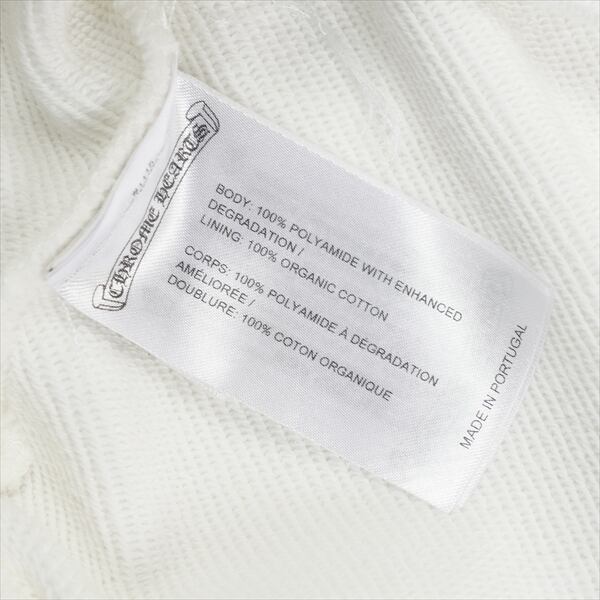 CHROME HEARTS
BODY: 100% POLYAMIDE WITH ENHANCED
DEGRADATION /
LINING: 100% ORGANIC COTTON
CORPS: 100% POLYAMIDE À DÉGRADATION
AMÉLIORÉE /
DOUBLURE: 100% COTON ORGANIQUE
MADE IN PORTUGAL